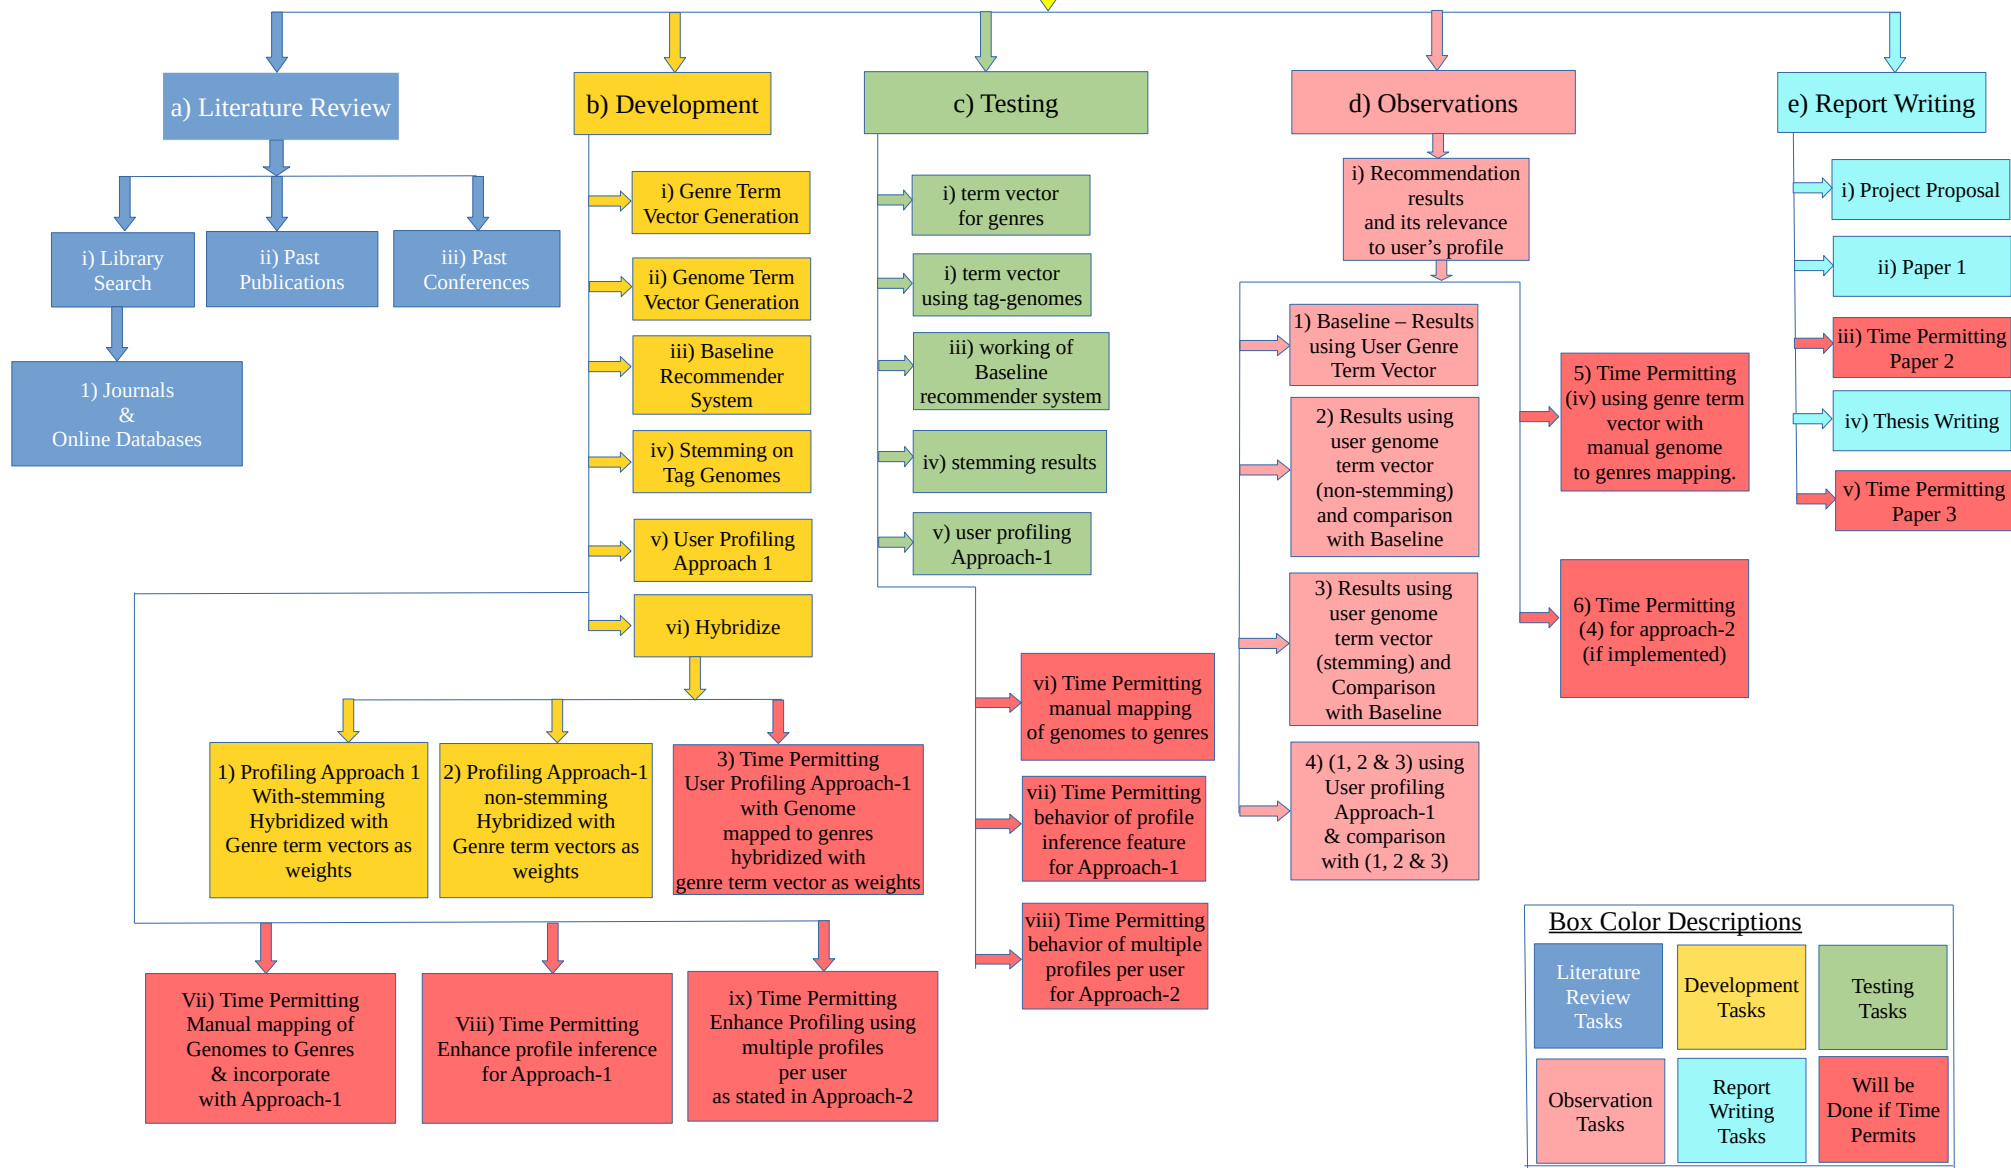 a) Literature Review
i) Library
Search
ii) Past
Publications
iii) Past
Conferences
1) Journals
&
Online Databases
b) Development
i) Genre Term
Vector Generation
ii) Genome Term
Vector Generation
iii) Baseline
Recommender
System
iv) Stemming on
Tag Genomes
v) User Profiling
Approach 1
vi) Hybridize
1) Profiling Approach 1
With-stemming
Hybridized with
Genre term vectors as
weights
2) Profiling Approach-1
non-stemming
Hybridized with
Genre term vectors as
weights
3) Time Permitting
User Profiling Approach-1
with Genome
mapped to genres
hybridized with
genre term vector as weights
Vii) Time Permitting
Manual mapping of
Genomes to Genres
& incorporate
with Approach-1
Viii) Time Permitting
Enhance profile inference
for Approach-1
ix) Time Permitting
Enhance Profiling using
multiple profiles
per user
as stated in Approach-2
c) Testing
i) term vector
for genres
i) term vector
using tag-genomes
iii) working of
Baseline
recommender system
iv) stemming results
v) user profiling
Approach-1
vi) Time Permitting
manual mapping
of genomes to genres
vii) Time Permitting
behavior of profile
inference feature
for Approach-1
viii) Time Permitting
behavior of multiple
profiles per user
for Approach-2
d) Observations
i) Recommendation
results
and its relevance
to user’s profile
1) Baseline – Results
using User Genre
Term Vector
2) Results using
user genome
term vector
(non-stemming)
and comparison
with Baseline
3) Results using
user genome
term vector
(stemming) and
Comparison
with Baseline
4) (1, 2 & 3) using
User profiling
Approach-1
& comparison
with (1, 2 & 3)
5) Time Permitting
(iv) using genre term
vector with
manual genome
to genres mapping.
6) Time Permitting
(4) for approach-2
(if implemented)
e) Report Writing
i) Project Proposal
ii) Paper 1
iii) Time Permitting
Paper 2
iv) Thesis Writing
v) Time Permitting
Paper 3
Box Color Descriptions
Literature
Review
Tasks
Development
Tasks
Testing
Tasks
Observation
Tasks
Report
Writing
Tasks
Will be
Done if Time
Permits